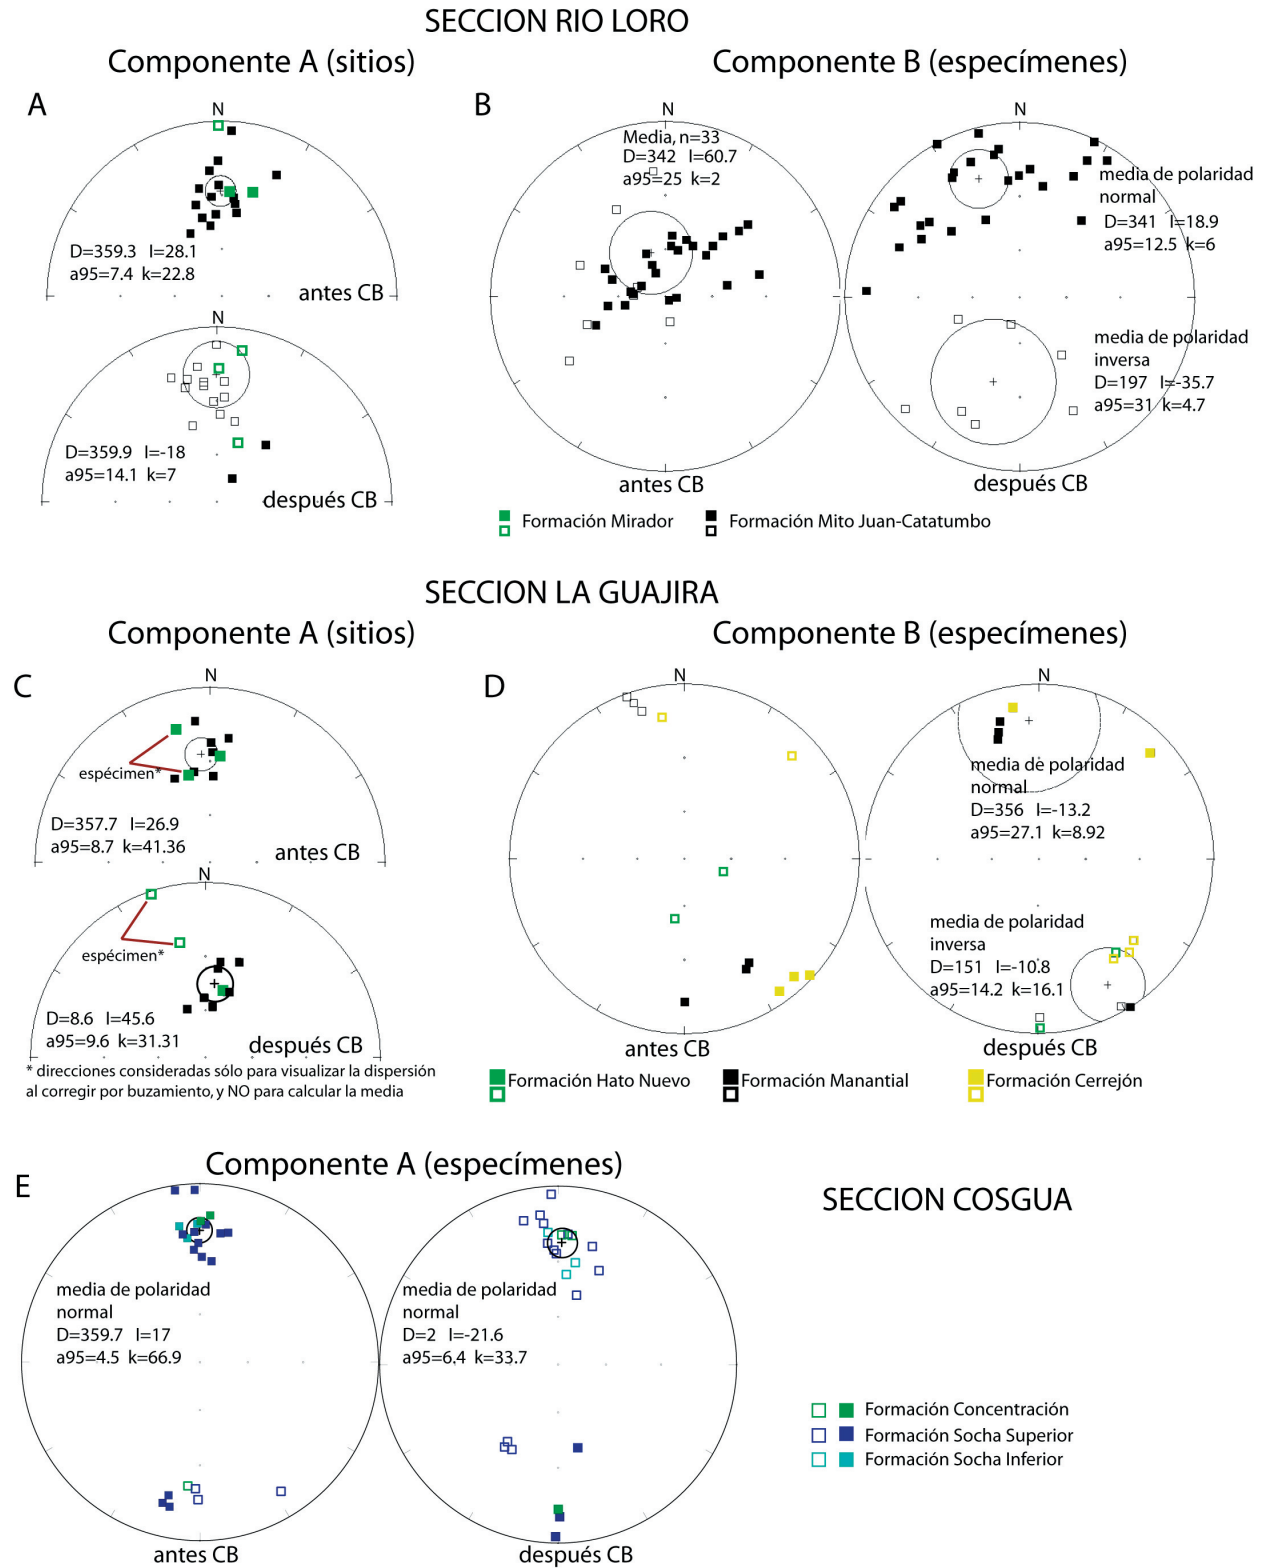 SECCION RIO LORO
Componente A (sitios)
Componente B (especímenes)
A
N
D=359.3 I=28.1
a95=7.4 k=22.8
antes CB
N
D=359.9 I=-18
a95=14.1 k=7
después CB
B
N
Media, n=33
D=342 I=60.7
a95=25 k=2
antes CB
N
media de polaridad
normal
D=341 I=18.9
a95=12.5 k=6
media de polaridad
inversa
D=197 I=-35.7
a95=31 k=4.7
después CB
Formación Mirador
Formación Mito Juan-Catatumbo
SECCION LA GUAJIRA
Componente A (sitios)
Componente B (especímenes)
C
N
espécimen*
D=357.7 I=26.9
a95=8.7 k=41.36
antes CB
N
espécimen*
D=8.6 I=45.6
a95=9.6 k=31.31
después CB
* direcciones consideradas sólo para visualizar la dispersión
al corregir por buzamiento, y NO para calcular la media
D
N
antes CB
N
media de polaridad
normal
D=356 I=-13.2
a95=27.1 k=8.92
media de polaridad
inversa
D=151 I=-10.8
a95=14.2 k=16.1
después CB
Formación Hato Nuevo
Formación Manantial
Formación Cerrejón
Componente A (especímenes)
E
SECCION COSGUA
media de polaridad
normal
D=359.7 I=17
a95=4.5 k=66.9
antes CB
media de polaridad
normal
D=2 I=-21.6
a95=6.4 k=33.7
después CB
Formación Concentración
Formación Socha Superior
Formación Socha Inferior